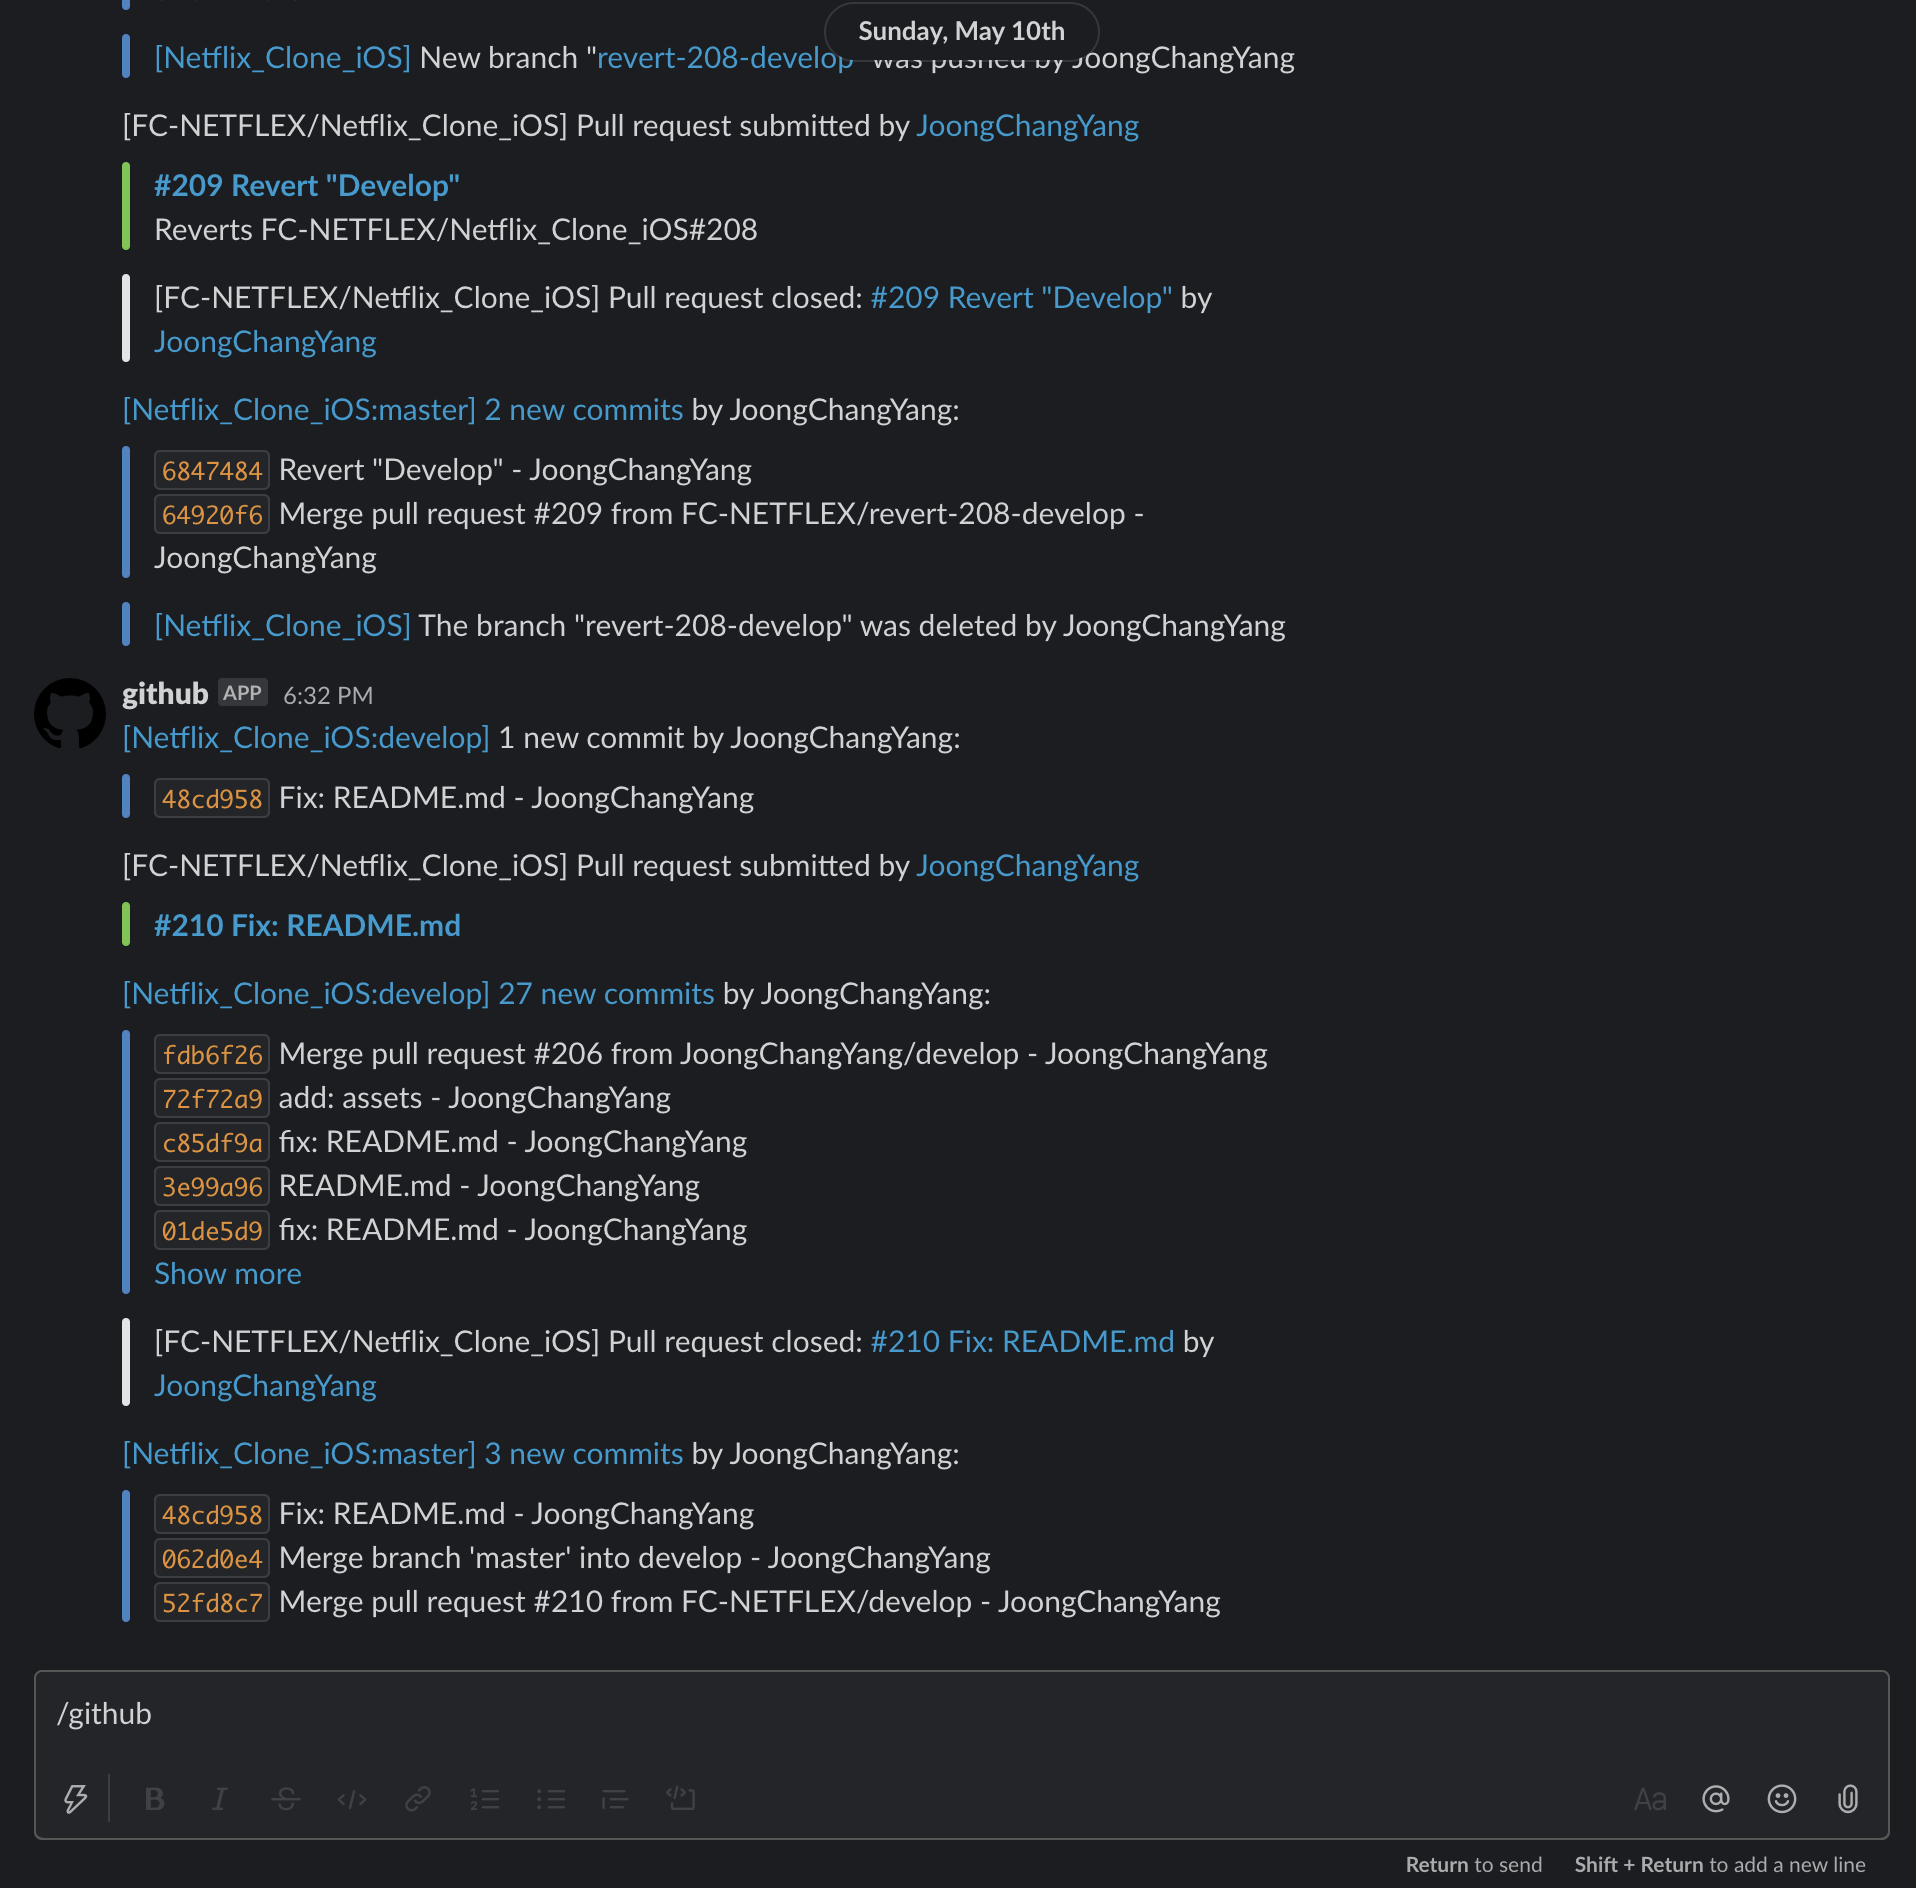 Sunday, May 10th
[Netflix_Clone_iOS] New branch "revert-208-develop" was pushed by JoongChangYang
[FC-NETFLEX/Netflix_Clone_iOS] Pull request submitted by JoongChangYang
#209 Revert "Develop"
Reverts FC-NETFLEX/Netflix_Clone_iOS#208
[FC-NETFLEX/Netflix_Clone_iOS] Pull request closed: #209 Revert "Develop" by
JoongChangYang
[Netflix_Clone_iOS:master] 2 new commits by JoongChangYang:
6847484 Revert "Develop" - JoongChangYang
64920f6 Merge pull request #209 from FC-NETFLEX/revert-208-develop -
JoongChangYang
[Netflix_Clone_iOS] The branch "revert-208-develop" was deleted by JoongChangYang
github APP 6:32 PM
[Netflix_Clone_iOS:develop] 1 new commit by JoongChangYang:
48cd958 Fix: README.md - JoongChangYang
[FC-NETFLEX/Netflix_Clone_iOS] Pull request submitted by JoongChangYang
#210 Fix: README.md
[Netflix_Clone_iOS:develop] 27 new commits by JoongChangYang:
fdb6f26 Merge pull request #206 from JoongChangYang/develop - JoongChangYang
72f72a9 add: assets - JoongChangYang
c85df9a fix: README.md - JoongChangYang
3e99a96 README.md - JoongChangYang
01de5d9 fix: README.md - JoongChangYang
Show more
[FC-NETFLEX/Netflix_Clone_iOS] Pull request closed: #210 Fix: README.md by
JoongChangYang
[Netflix_Clone_iOS:master] 3 new commits by JoongChangYang:
48cd958 Fix: README.md - JoongChangYang
062d0e4 Merge branch 'master' into develop - JoongChangYang
52fd8c7 Merge pull request #210 from FC-NETFLEX/develop - JoongChangYang
/github
B I S Aa @
Return to send Shift + Return to add a new line